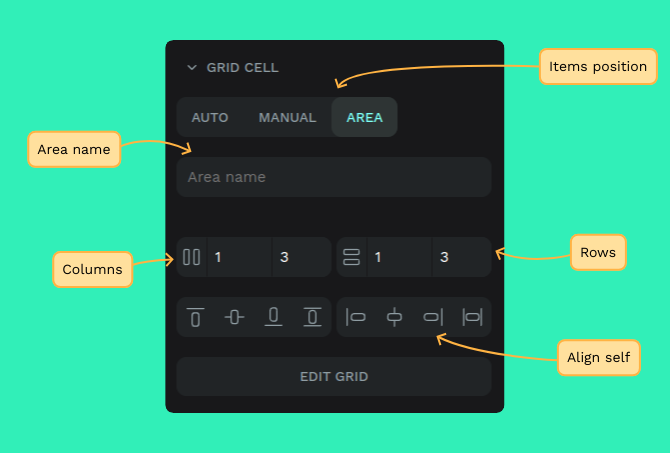 GRID CELL
Items position
AUTO MANUAL AREA
Area name
Area name
Columns
1 3
1 3
Rows
Align self
EDIT GRID